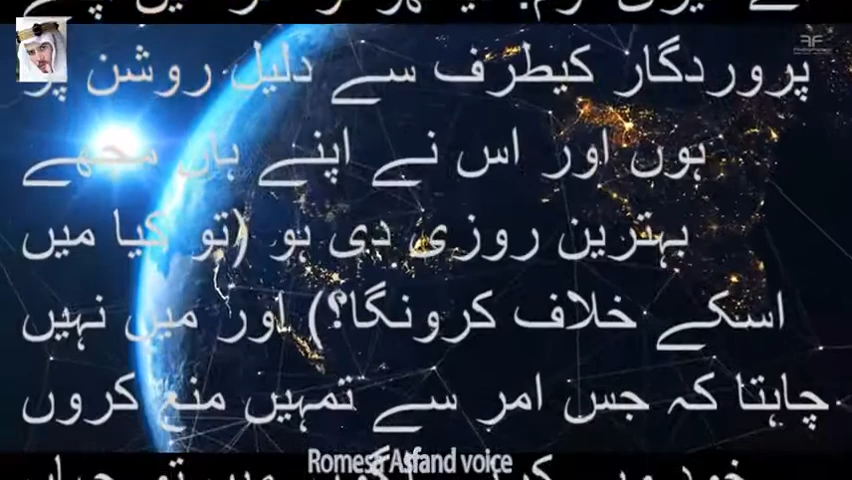 پروردگار کیطرف سے دلیل روشن پر
ہوں اور اس نے اپنے ہاں مجھے
بہترین روزی دی ہو (تو کیا میں
اسکے خلاف کرونگا؟) اور میں نہیں
چاہتا کہ جس امر سے تمہیں منع کروں
Romesa Asfand voice